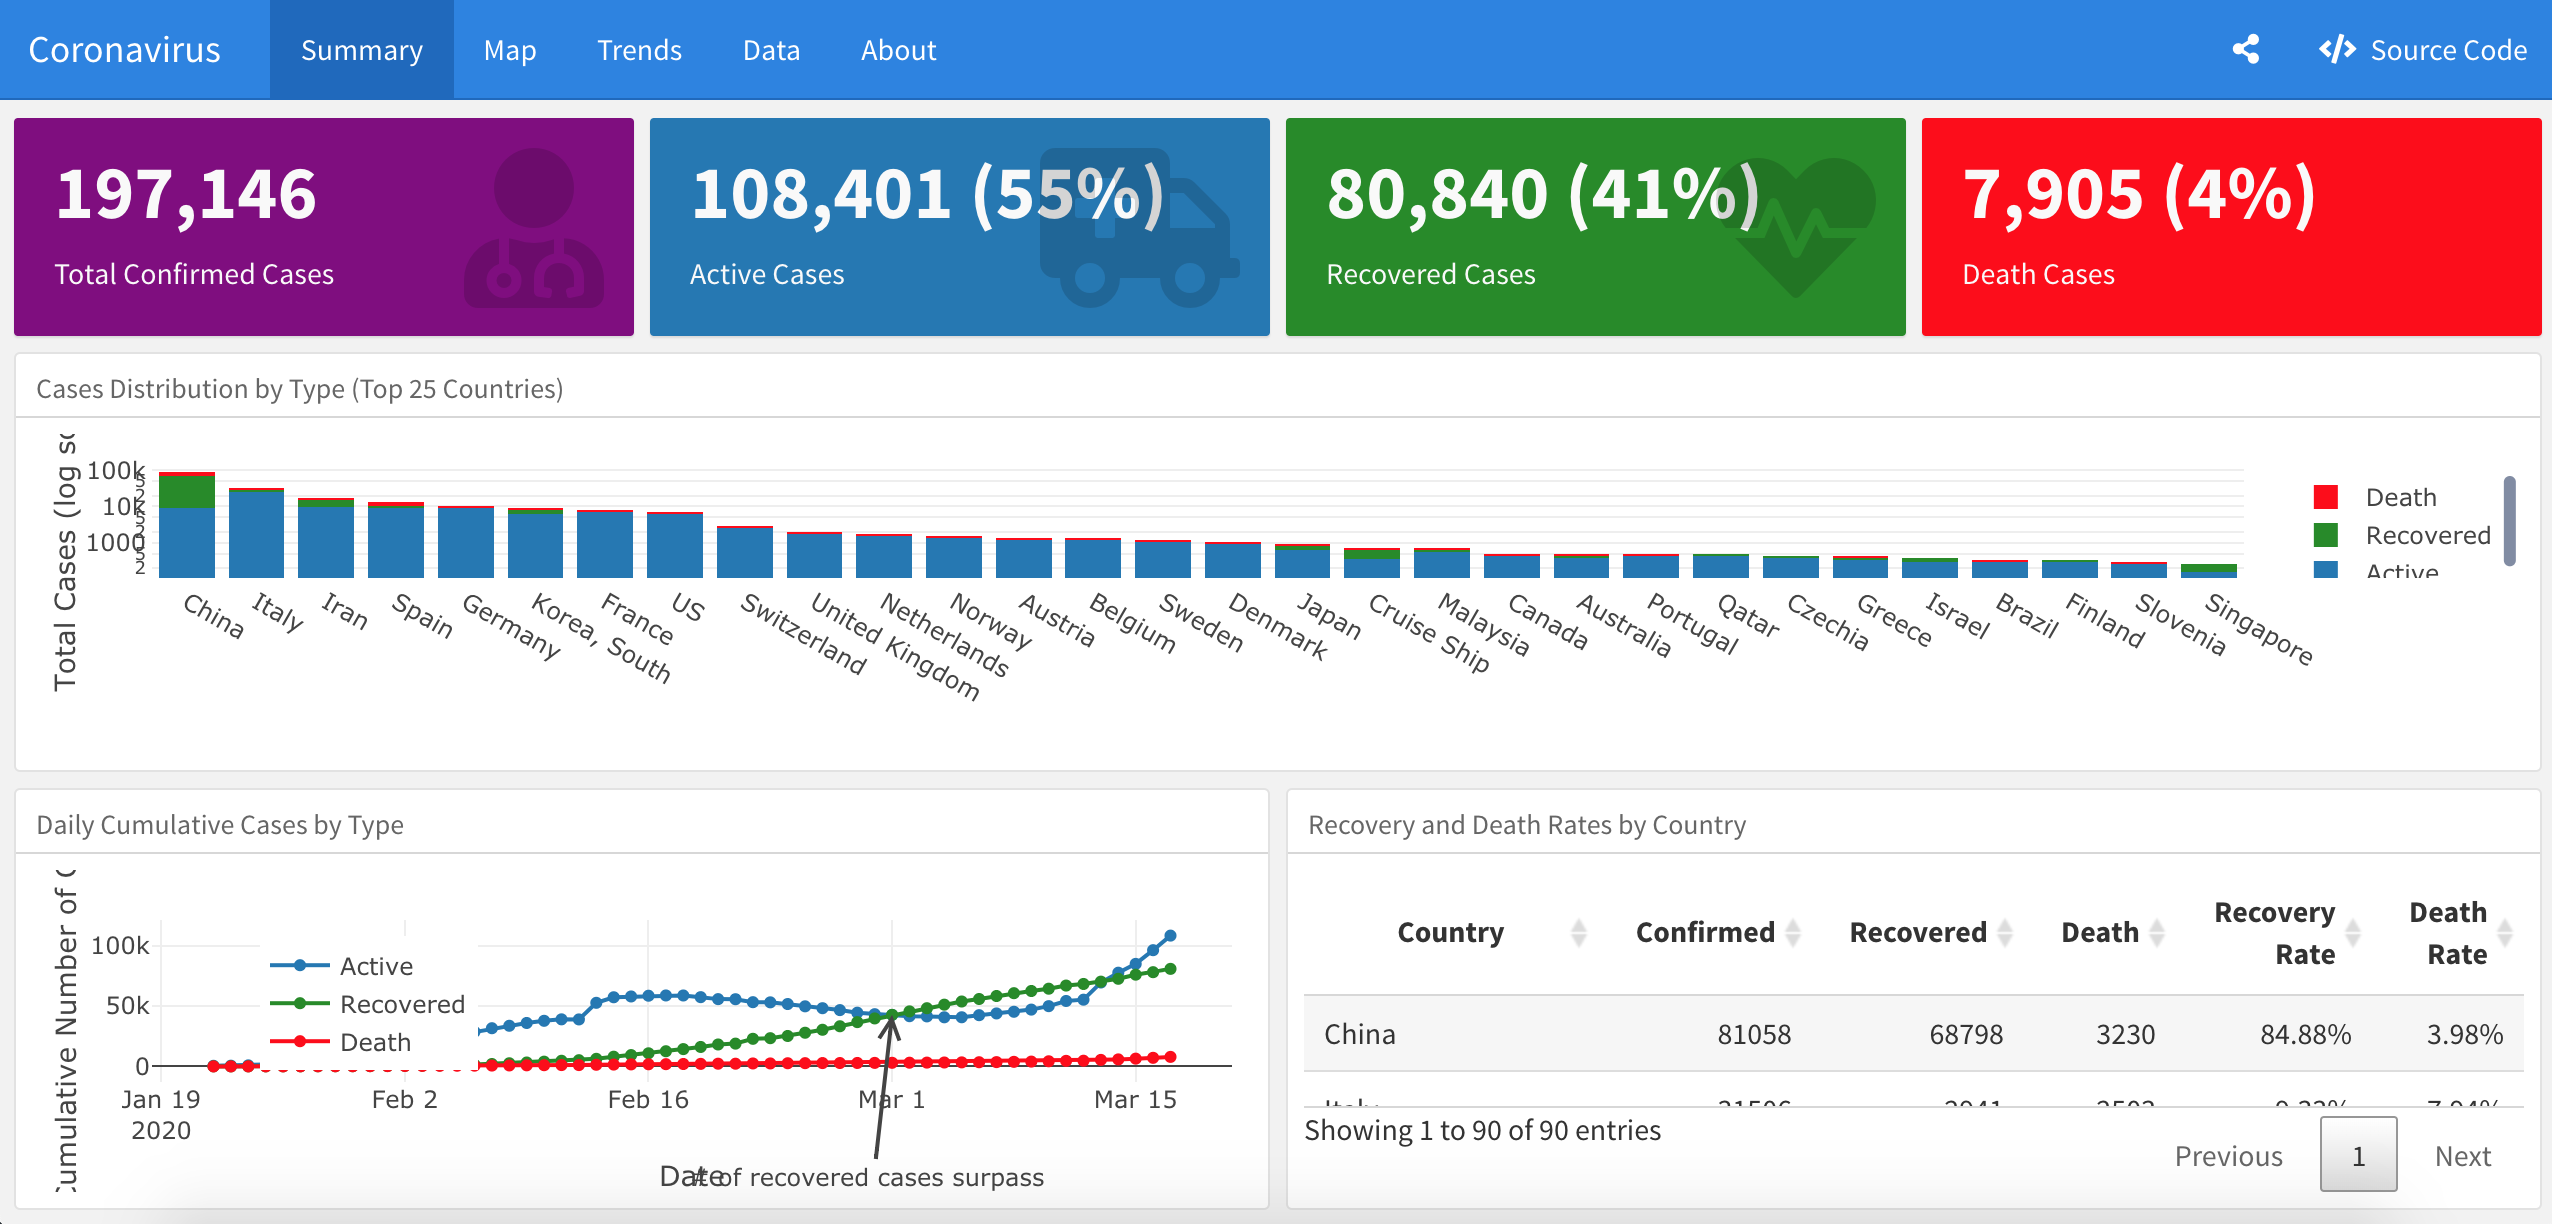 Coronavirus
Summary
Map
Trends
Data
About
Source Code
197,146
Total Confirmed Cases
108,401 (55%)
Active Cases
80,840 (41%)
Recovered Cases
7,905 (4%)
Death Cases
Cases Distribution by Type (Top 25 Countries)
Total Cases (log
100k
5
2
10k
5
2
1000
5
2
China
Italy
Iran
Spain
Germany
Korea, South
France
US
Switzerland
United Kingdom
Netherlands
Norway
Austria
Belgium
Sweden
Denmark
Japan
Cruise Ship
Malaysia
Canada
Australia
Portugal
Qatar
Czechia
Greece
Israel
Brazil
Finland
Slovenia
Singapore
Death
Recovered
Active
Daily Cumulative Cases by Type
Cumulative Number of
100k
50k
0
Active
Recovered
Death
Jan 19
2020
Feb 2
Feb 16
Mar 1
Mar 15
Date
# of recovered cases surpass
Recovery and Death Rates by Country
Country Confirmed Recovered Death Recovery Rate Death Rate
China 81058 68798 3230 84.88% 3.98%
Showing 1 to 90 of 90 entries
Previous 1 Next